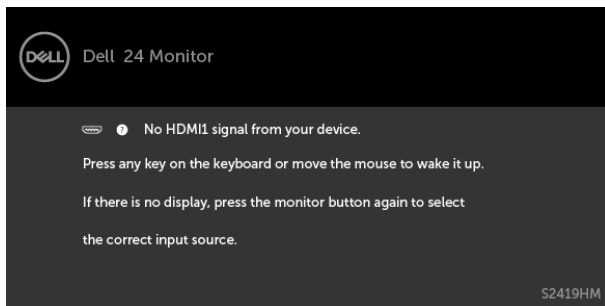 DELL
Dell 24 Monitor
No HDMI1 signal from your device.
Press any key on the keyboard or move the mouse to wake it up.
If there is no display, press the monitor button again to select
the correct input source.
S2419HM